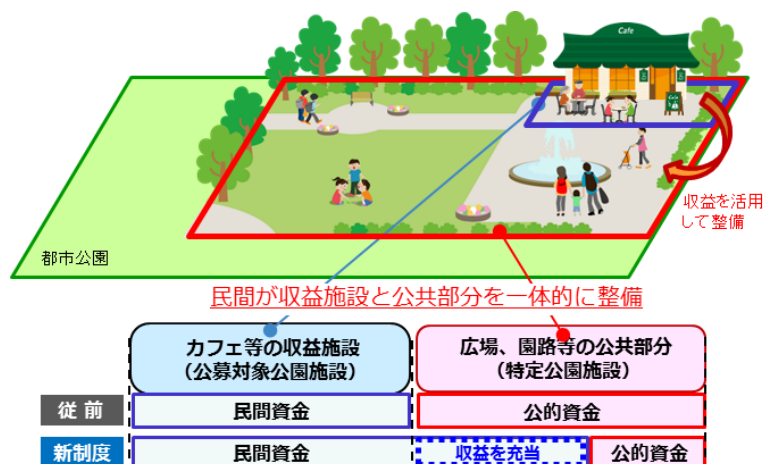 Cafe
Cafe
収益を活用
して整備
都市公園
民間が収益施設と公共部分を一体的に整備
カフェ等の収益施設
（公募対象公園施設）
広場、園路等の公共部分
（特定公園施設）
従 前
民間資金
公的資金
新制度
民間資金
収益を充当
公的資金